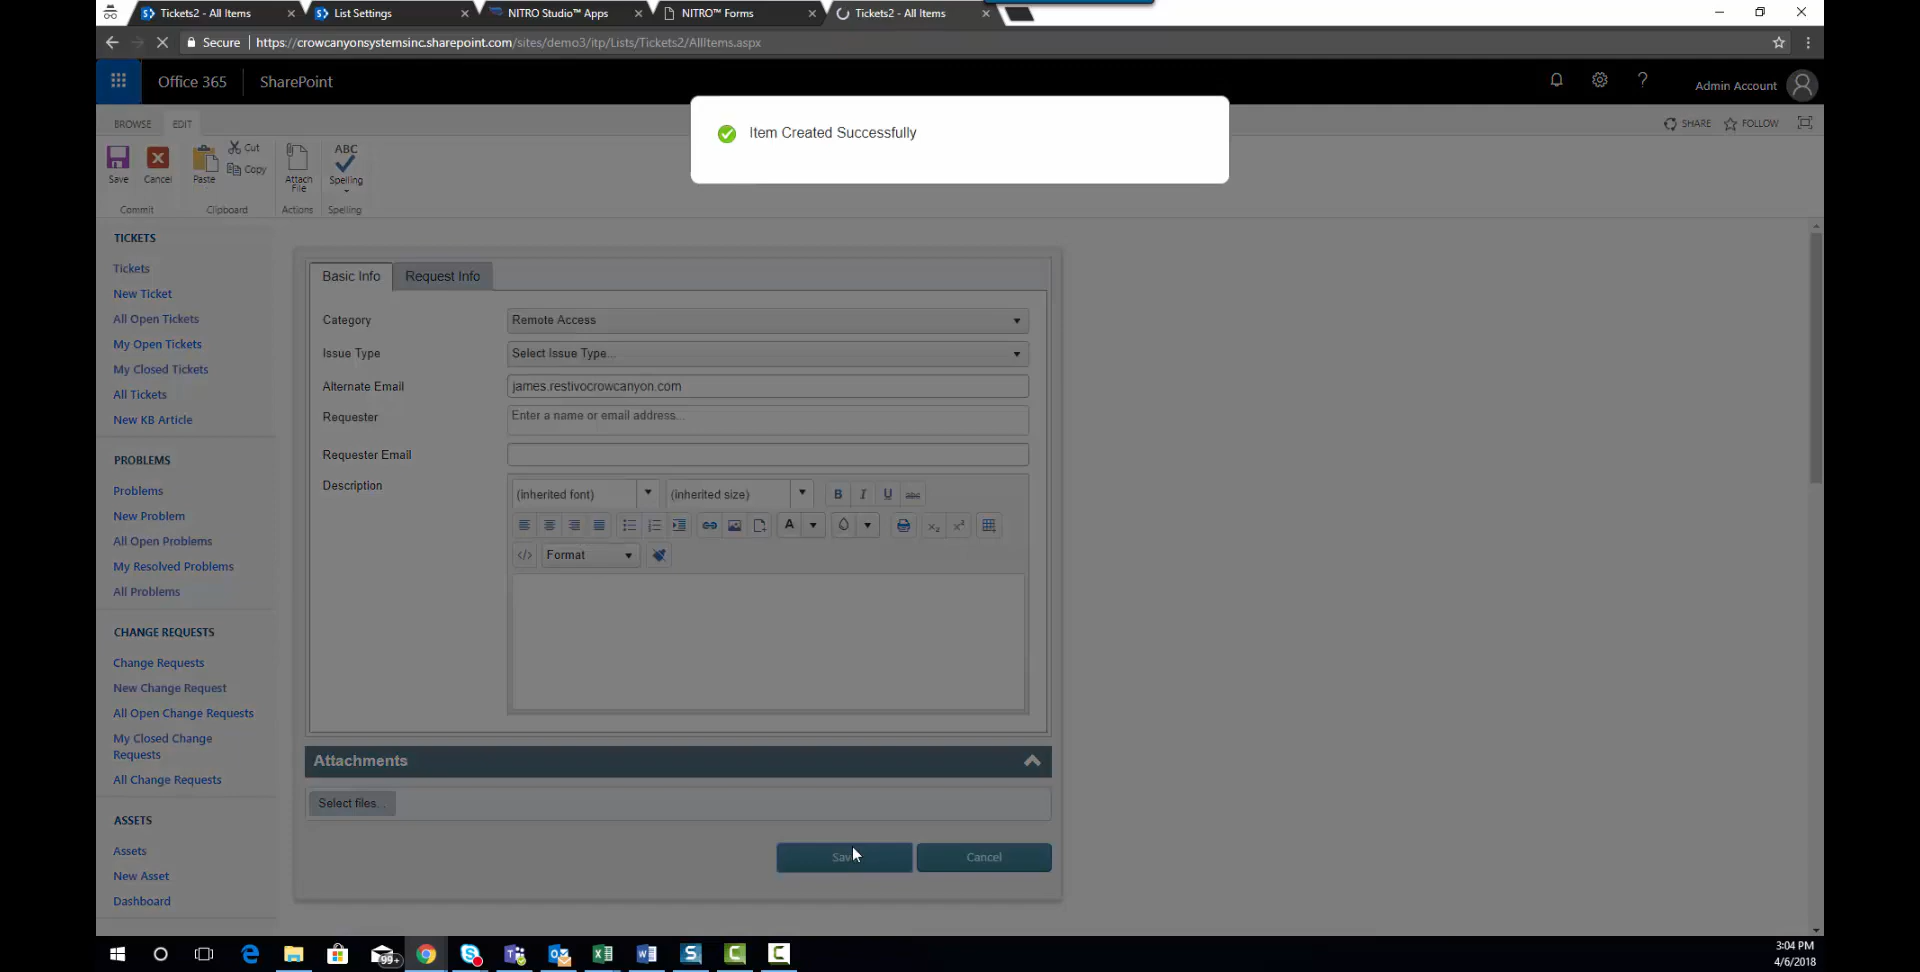 Tickets2 - All Items
List Settings
NITRO Studio™ Apps
NITRO™ Forms
Tickets2 - All Items
Secure
https://crowcanyonsystemsinc.sharepoint.com/sites/demo3/itp/Lists/Tickets2/AllItems.aspx
Office 365
SharePoint
Admin Account
Item Created Successfully
BROWSE
EDIT
SHARE
FOLLOW
Save
Cancel
Paste
Cut
Copy
Attach
File
ABC
Spelling
Commit
Clipboard
Actions
Spelling
TICKETS
Tickets
New Ticket
All Open Tickets
My Open Tickets
My Closed Tickets
All Tickets
New KB Article
PROBLEMS
Problems
New Problem
All Open Problems
My Resolved Problems
All Problems
CHANGE REQUESTS
Change Requests
New Change Request
All Open Change Requests
My Closed Change
Requests
All Change Requests
ASSETS
Assets
New Asset
Dashboard
Basic Info
Request Info
Category
Remote Access
Issue Type
Select Issue Type...
Alternate Email
james.restivocrowcanyon.com
Requester
Enter a name or email address...
Requester Email
Description
(inherited font)
(inherited size)
B I U abc
A
x₂ x²
</>
Format
Attachments
Select files...
Cancel
99+
3:04 PM
4/6/2018